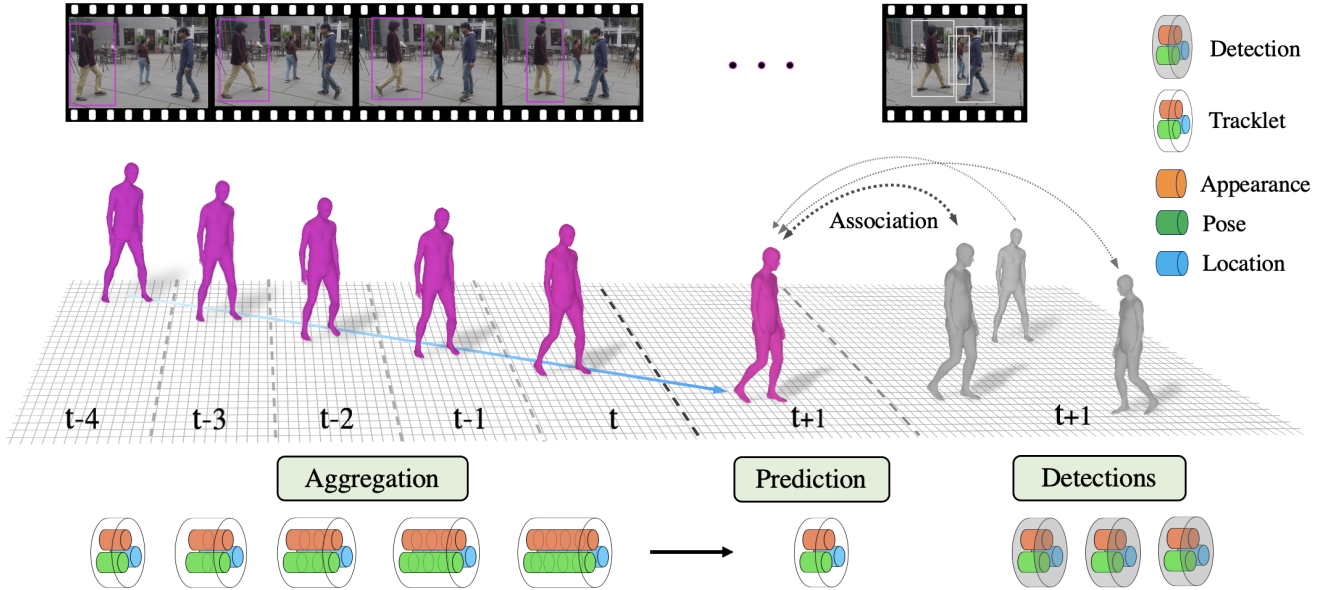 Detection
Tracklet
Appearance
Pose
Location
Association
t-4
t-3
t-2
t-1
t
t+1
t+1
Aggregation
Prediction
Detections